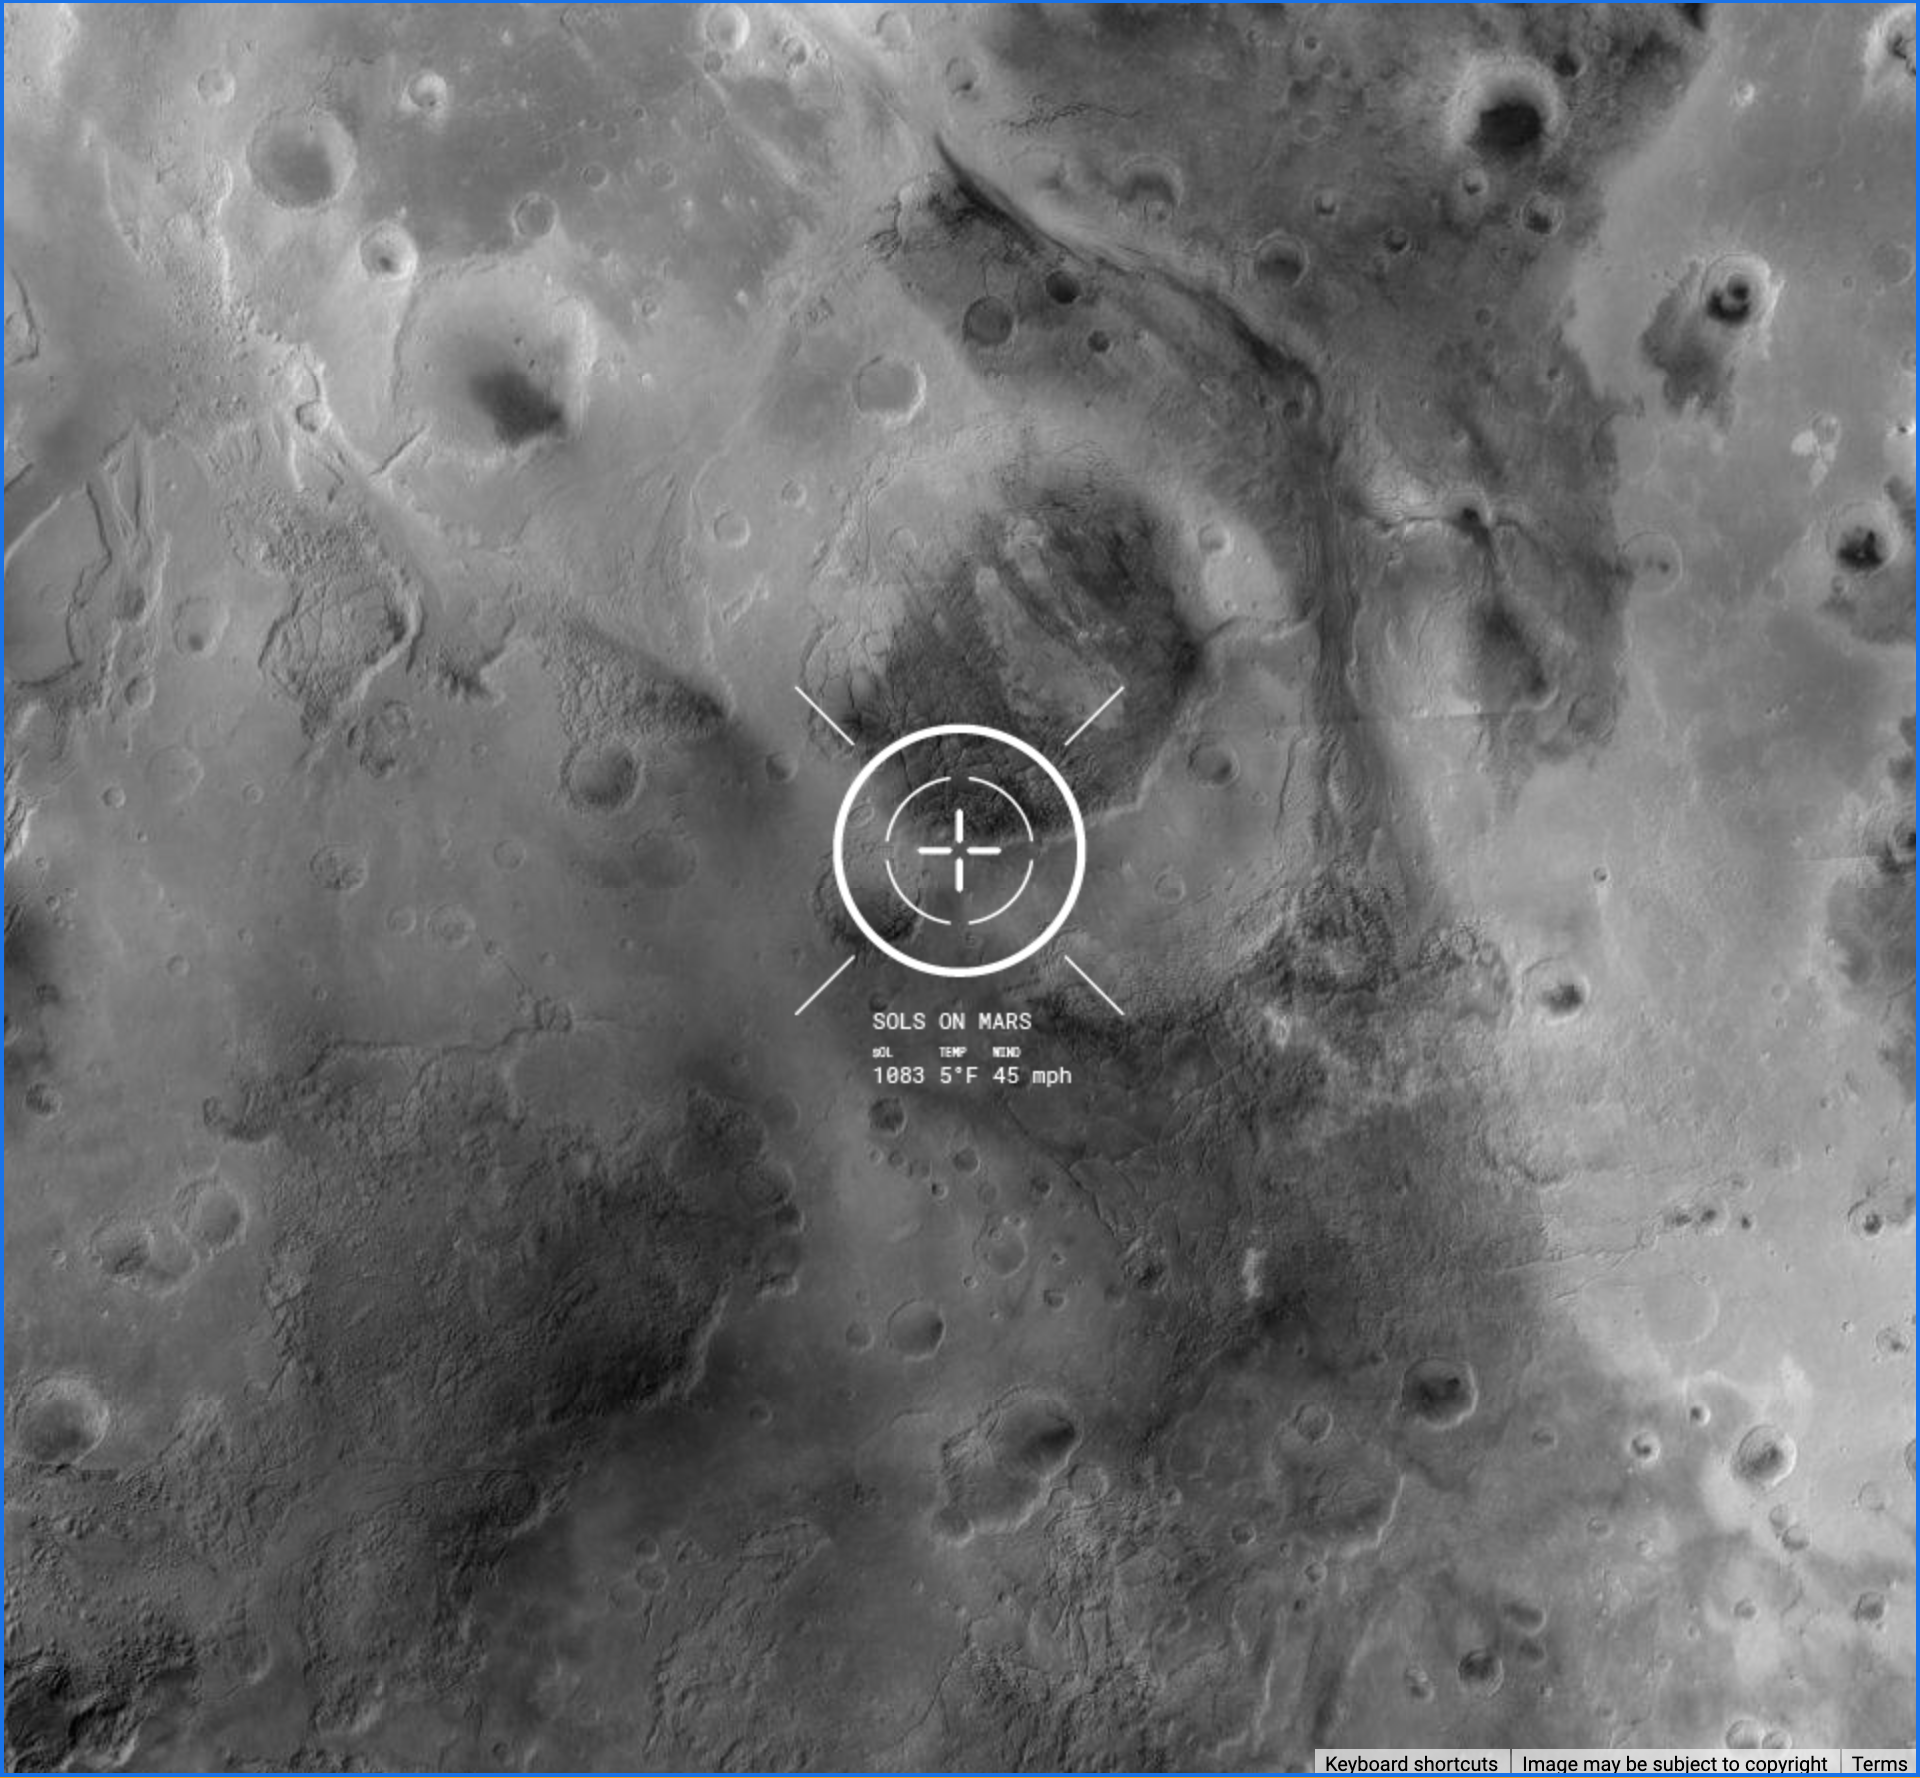 SOLS ON MARS
SOL TEMP WIND
1083 5°F 45 mph
Keyboard shortcuts Image may be subject to copyright Terms